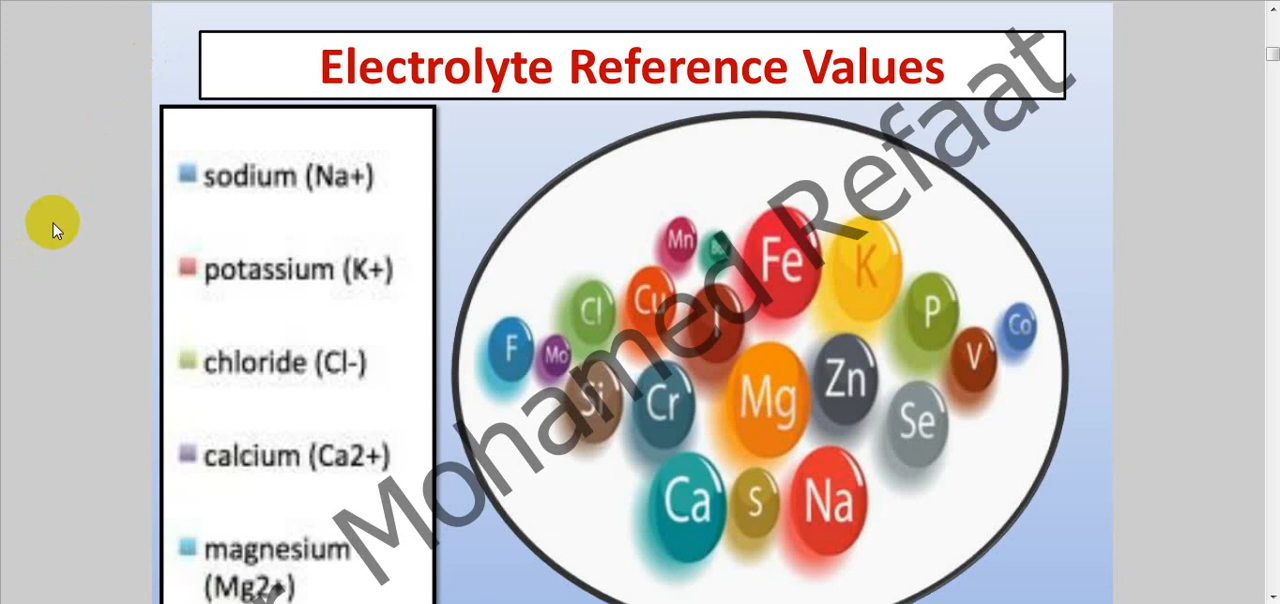 Electrolyte Reference Values
sodium (Na+)
potassium (K+)
chloride (Cl-)
calcium (Ca2+)
magnesium
(Mg2+)
Mn
Fe
K
Cl
Cu
I
P
Co
F
Mo
V
Si
Cr
Mg
Zn
Se
Ca
S
Na
Mohamed Refaat